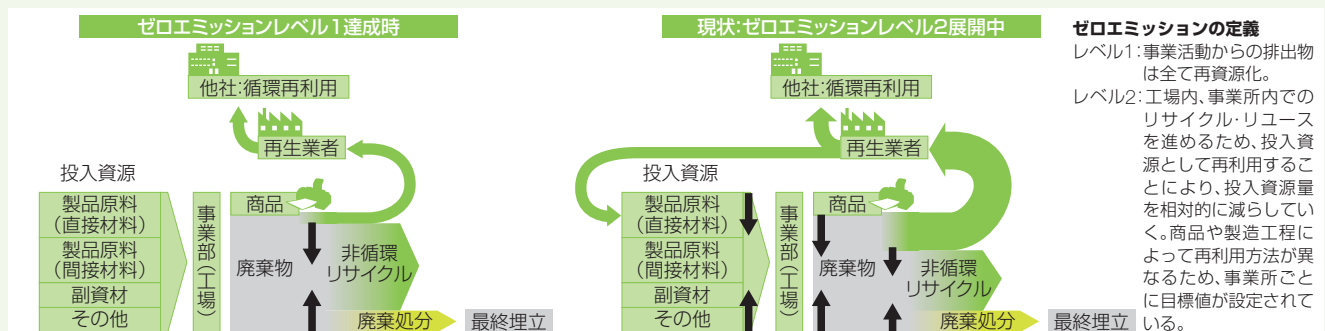 ゼロエミッションレベル1達成時
他社:循環再利用
再生業者
投入資源
製品原料
(直接材料)
製品原料
(間接材料)
副資材
その他
事業部(工場)
商品
廃棄物
非循環
リサイクル
廃棄処分
最終埋立
現状:ゼロエミッションレベル2展開中
他社:循環再利用
再生業者
投入資源
製品原料
(直接材料)
製品原料
(間接材料)
副資材
その他
事業部(工場)
商品
廃棄物
非循環
リサイクル
廃棄処分
最終埋立
ゼロエミッションの定義
レベル1:事業活動からの排出物
は全て再資源化。
レベル2:工場内、事業所内での
リサイクル・リユース
を進めるため、投入資
源として再利用するこ
とにより、投入資源量
を相対的に減らしてい
く。商品や製造工程に
よって再利用方法が異
なるため、事業所ごと
に目標値が設定されて
いる。